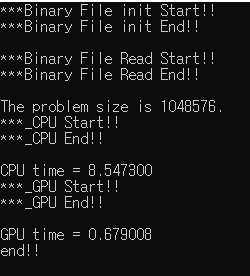 ***Binary File init Start!!
***Binary File init End!!
***Binary File Read Start!!
***Binary File Read End!!
The problem size is 1048576.
***_CPU Start!!
***_CPU End!!
CPU time = 8.547300
***_GPU Start!!
***_GPU End!!
GPU time = 0.679008
end!!